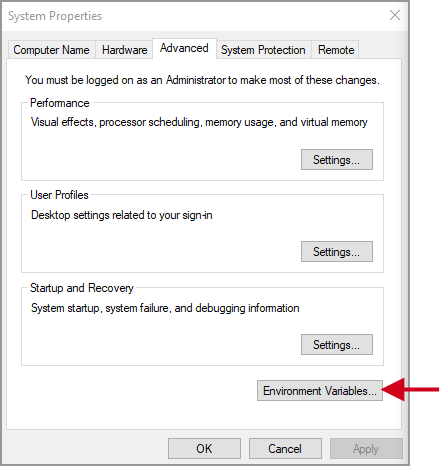 System Properties
Computer Name Hardware Advanced System Protection Remote
You must be logged on as an Administrator to make most of these changes.
Performance
Visual effects, processor scheduling, memory usage, and virtual memory
Settings...
User Profiles
Desktop settings related to your sign-in
Settings...
Startup and Recovery
System startup, system failure, and debugging information
Settings...
Environment Variables...
OK Cancel Apply